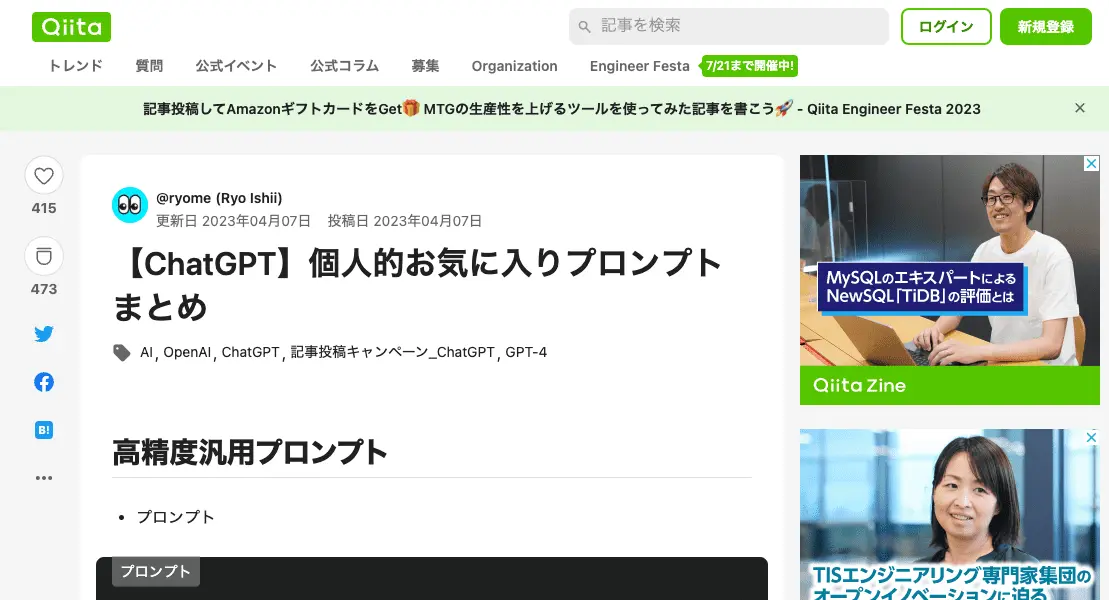 Qiita
記事を検索
ログイン
新規登録
トレンド 質問 公式イベント 公式コラム 募集 Organization Engineer Festa 7/21まで開催中!
記事投稿してAmazonギフトカードをGet🎁 MTGの生産性を上げるツールを使ってみた記事を書こう🚀 - Qiita Engineer Festa 2023
415
473
B!
@ryome (Ryo Ishii)
更新日 2023年04月07日 投稿日 2023年04月07日
【ChatGPT】個人的お気に入りプロンプト
まとめ
AI, OpenAI, ChatGPT, 記事投稿キャンペーン_ChatGPT, GPT-4
高精度汎用プロンプト
• プロンプト
プロンプト
MySQLのエキスパートによる
NewSQL「TiDB」の評価とは
Qiita Zine
TISエンジニアリング専門家集団の
オープンイノベーションに迫る